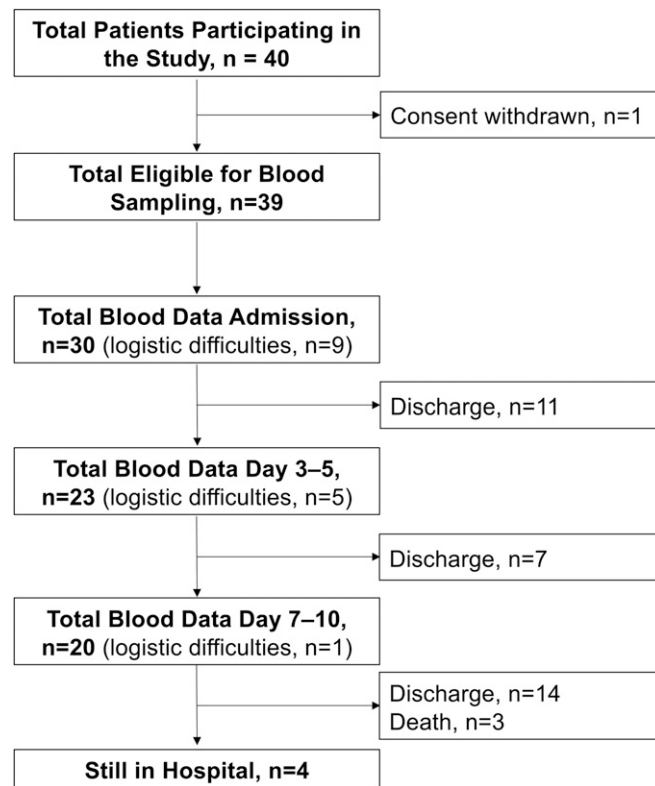 Total Patients Participating in
the Study, n = 40
Consent withdrawn, n=1
Total Eligible for Blood
Sampling, n=39
Total Blood Data Admission,
n=30 (logistic difficulties, n=9)
Discharge, n=11
Total Blood Data Day 3–5,
n=23 (logistic difficulties, n=5)
Discharge, n=7
Total Blood Data Day 7–10,
n=20 (logistic difficulties, n=1)
Discharge, n=14
Death, n=3
Still in Hospital, n=4